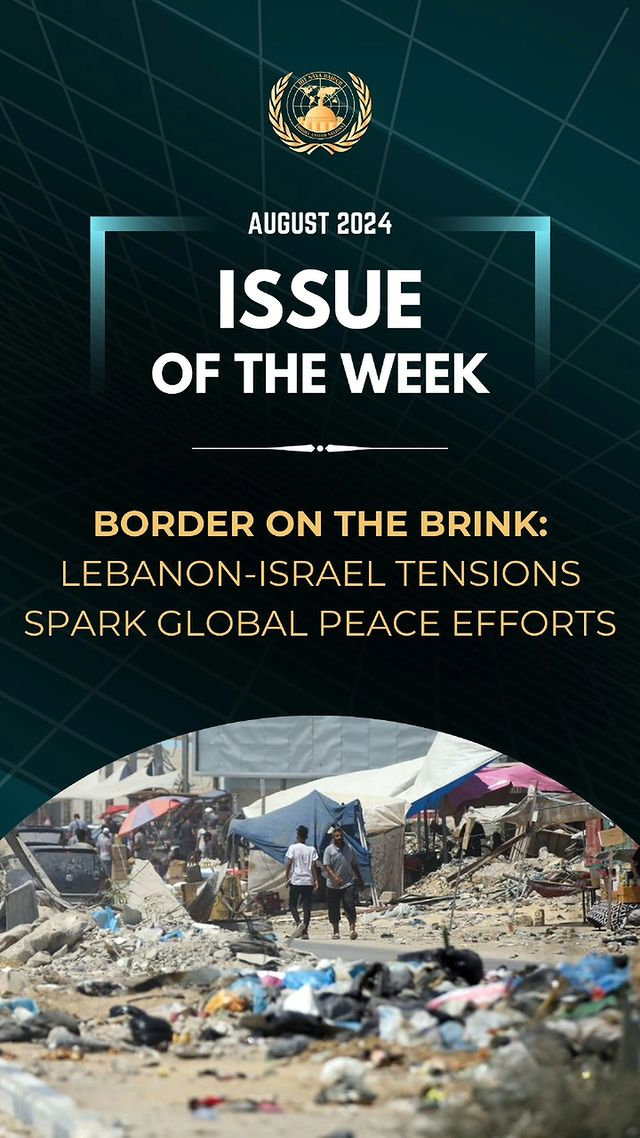 AUGUST 2024
ISSUE
OF THE WEEK
BORDER ON THE BRINK:
LEBANON-ISRAEL TENSIONS
SPARK GLOBAL PEACE EFFORTS